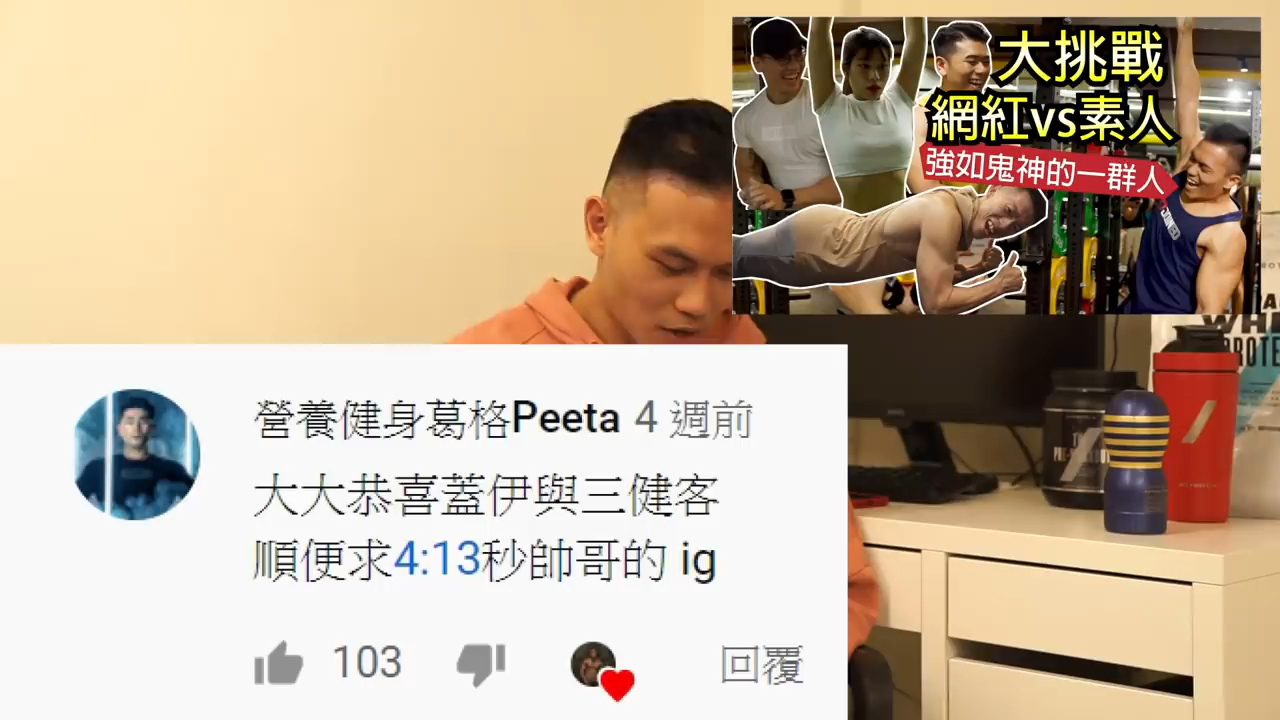 大挑戰
網紅vs素人
強如鬼神的一群人
營養健身葛格Peeta 4 週前
大大恭喜蓋伊與三健客
順便求4:13秒帥哥的 ig
103
回覆